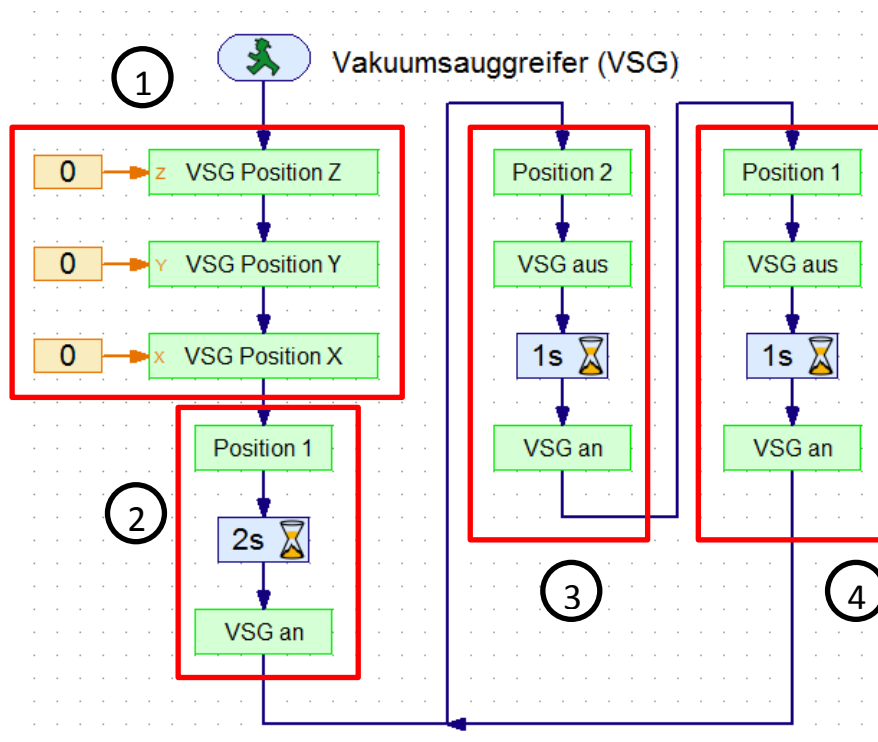 Vakuumsauggreifer (VSG)
1
0
Z
VSG Position Z
0
Y
VSG Position Y
0
X
VSG Position X
2
Position 1
2s
VSG an
Position 2
VSG aus
1s
VSG an
3
Position 1
VSG aus
1s
VSG an
4